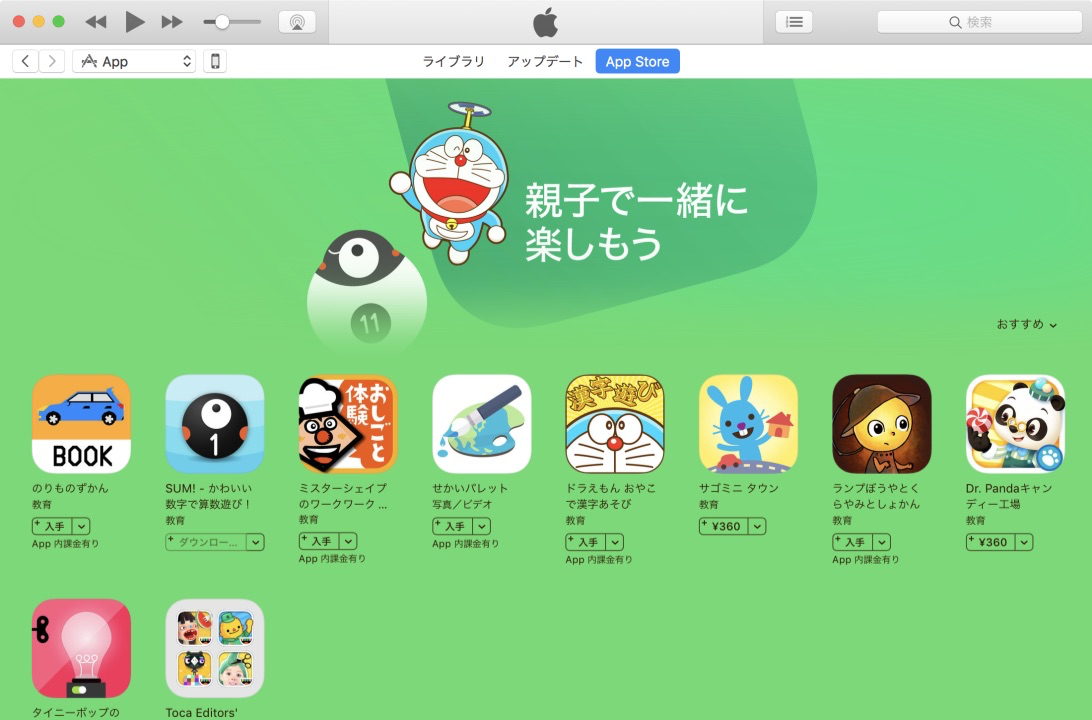 検索
App
ライブラリ
アップデート
App Store
親子で一緒に
楽しもう
11
おすすめ
BOOK
のりものずかん
教育
入手
App 内課金有り
1
SUM! - かわいい
数字で算数遊び！
教育
ダウンロー...
おしごと
体験
ミスターシェイプ
のワークワーク ...
教育
入手
App 内課金有り
せかいパレット
写真／ビデオ
入手
App 内課金有り
漢字遊び
ドラえもん おやこ
で漢字あそび
教育
入手
App 内課金有り
サゴミニ タウン
教育
¥360
ランプぼうやとく
らやみとしょかん
教育
入手
App 内課金有り
Dr. Pandaキャン
ディー工場
教育
¥360
タイニーポップの
Toca Editors'